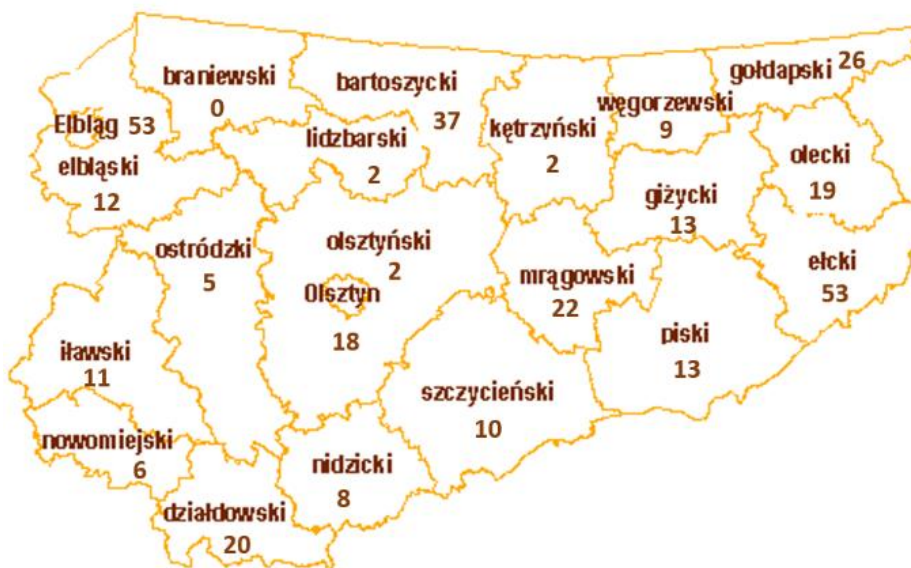 braniewski
0
bartoszycki
37
gołdapski 26
węgorzewski
9
kętrzyński
2
Elbląg 53
elbląski
12
lidzbarski
2
olecki
19
giżycki
13
ostródzki
5
olsztyński
2
Olsztyn
18
mrągowski
22
ełcki
53
iławski
11
piski
13
szczycieński
10
nowomiejski
6
nidzicki
8
działdowski
20